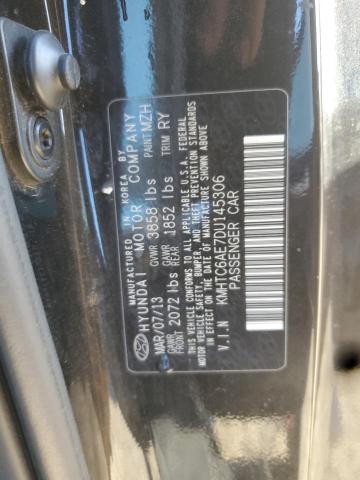 MANUFACTURED IN KOREA BY
HYUNDAI MOTOR COMPANY
MAR/07/13 GVWR 3858 lbs PAINT MZH
GAWR FRONT 2072 lbs GAWR REAR 1852 lbs TRIM RY
THIS VEHICLE CONFORMS TO ALL APPLICABLE U.S.A. FEDERAL
MOTOR VEHICLE SAFETY, BUMPER AND THEFT PREVENTION
STANDARDS IN EFFECT ON THE DATE OF MANUFACTURE SHOWN ABOVE
V.I.N KMHTC6AE7DU145306
PASSENGER CAR